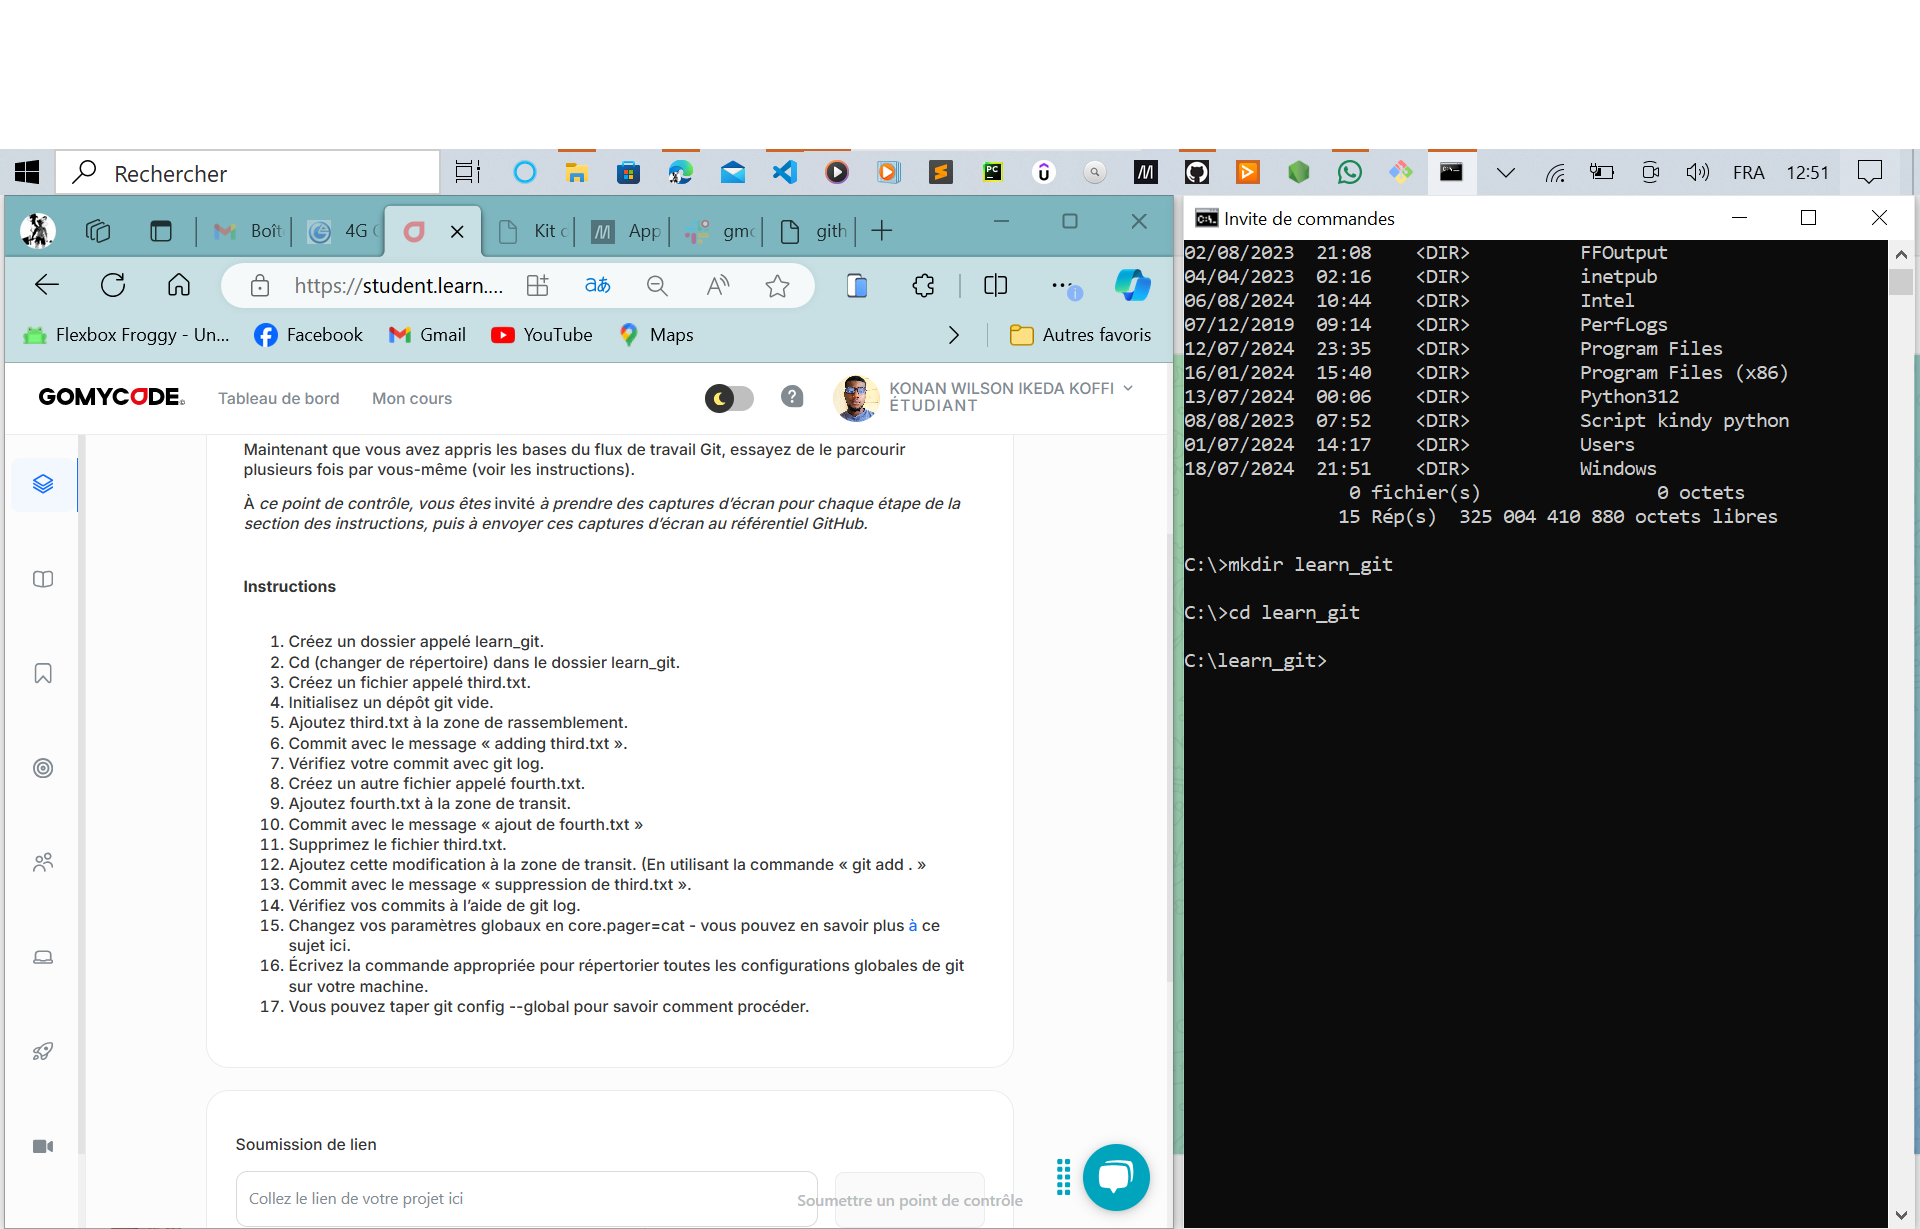 Rechercher
FRA
12:51
Boît
4G
Kit
App
gm
gith
https://student.learn....
aあ
Flexbox Froggy - Un...
Facebook
Gmail
YouTube
Maps
Autres favoris
GOMYCODE
Tableau de bord
Mon cours
KONAN WILSON IKEDA KOFFI
ÉTUDIANT
Maintenant que vous avez appris les bases du flux de travail Git, essayez de le parcourir
plusieurs fois par vous-même (voir les instructions).
À ce point de contrôle, vous êtes invité à prendre des captures d’écran pour chaque étape de la
section des instructions, puis à envoyer ces captures d’écran au référentiel GitHub.
Instructions
1. Créez un dossier appelé learn_git.
2. Cd (changer de répertoire) dans le dossier learn_git.
3. Créez un fichier appelé third.txt.
4. Initialisez un dépôt git vide.
5. Ajoutez third.txt à la zone de rassemblement.
6. Commit avec le message « adding third.txt ».
7. Vérifiez votre commit avec git log.
8. Créez un autre fichier appelé fourth.txt.
9. Ajoutez fourth.txt à la zone de transit.
10. Commit avec le message « ajout de fourth.txt »
11. Supprimez le fichier third.txt.
12. Ajoutez cette modification à la zone de transit. (En utilisant la commande « git add . »
13. Commit avec le message « suppression de third.txt ».
14. Vérifiez vos commits à l’aide de git log.
15. Changez vos paramètres globaux en core.pager=cat - vous pouvez en savoir plus à ce
sujet ici.
16. Écrivez la commande appropriée pour répertorier toutes les configurations globales de git
sur votre machine.
17. Vous pouvez taper git config --global pour savoir comment procéder.
Soumission de lien
Collez le lien de votre projet ici
Soumettre un point de contrôle
Invite de commandes
02/08/2023  21:08    <DIR>          FFOutput
04/04/2023  02:16    <DIR>          inetpub
06/08/2024  10:44    <DIR>          Intel
07/12/2019  09:14    <DIR>          PerfLogs
12/07/2024  23:35    <DIR>          Program Files
16/01/2024  15:40    <DIR>          Program Files (x86)
13/07/2024  00:06    <DIR>          Python312
08/08/2023  07:52    <DIR>          Script kindy python
01/07/2024  14:17    <DIR>          Users
18/07/2024  21:51    <DIR>          Windows
0 fichier(s)                0 octets
15 Rép(s)  325 004 410 880 octets libres
C:\>mkdir learn_git
C:\>cd learn_git
C:\learn_git>